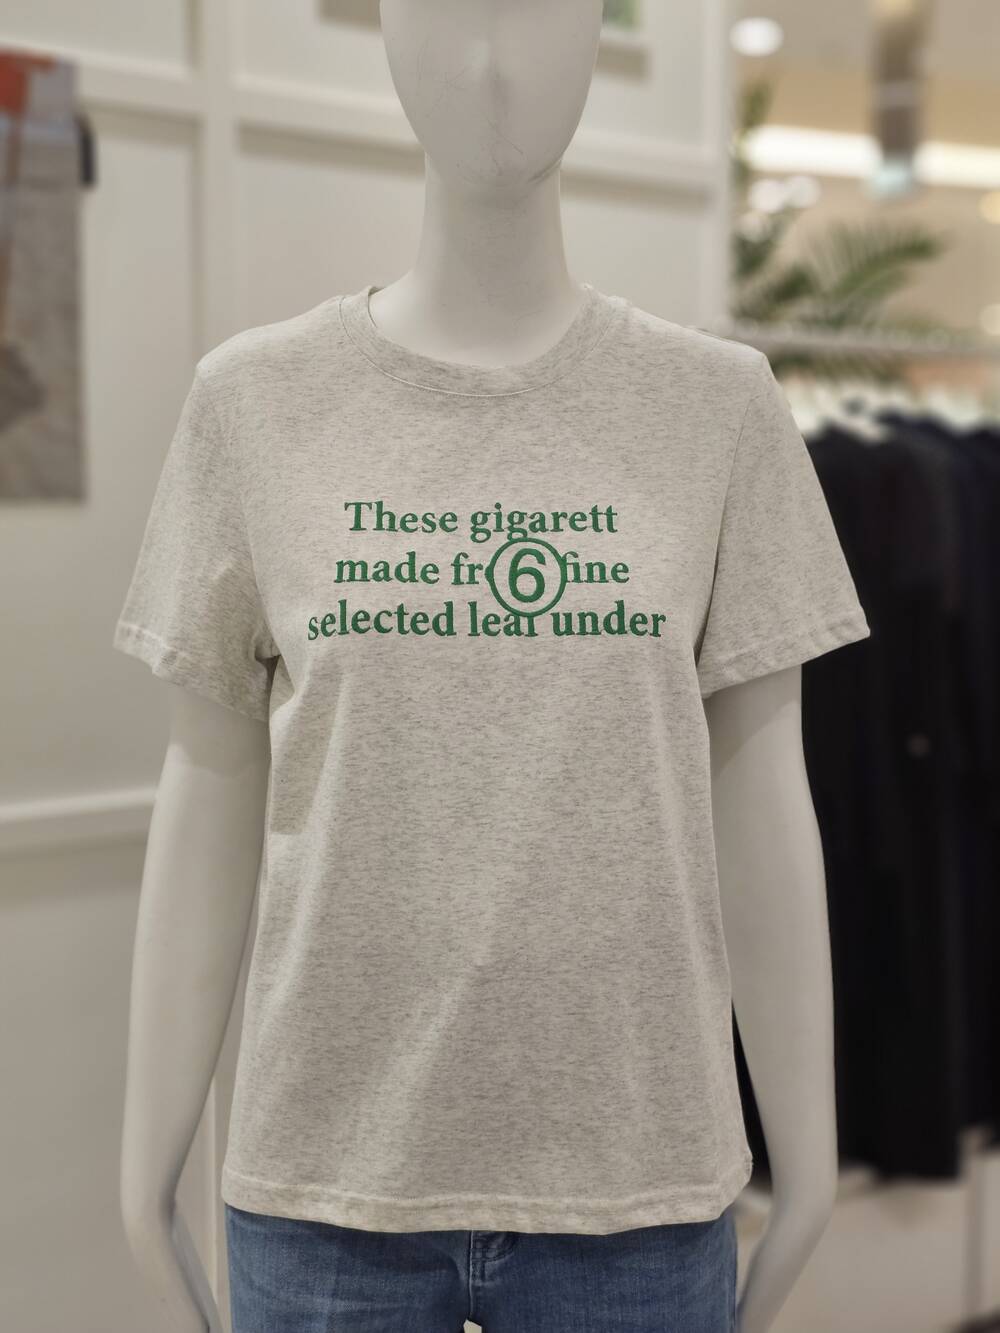 These gigarett
made fr 6 fine
selected leaf under